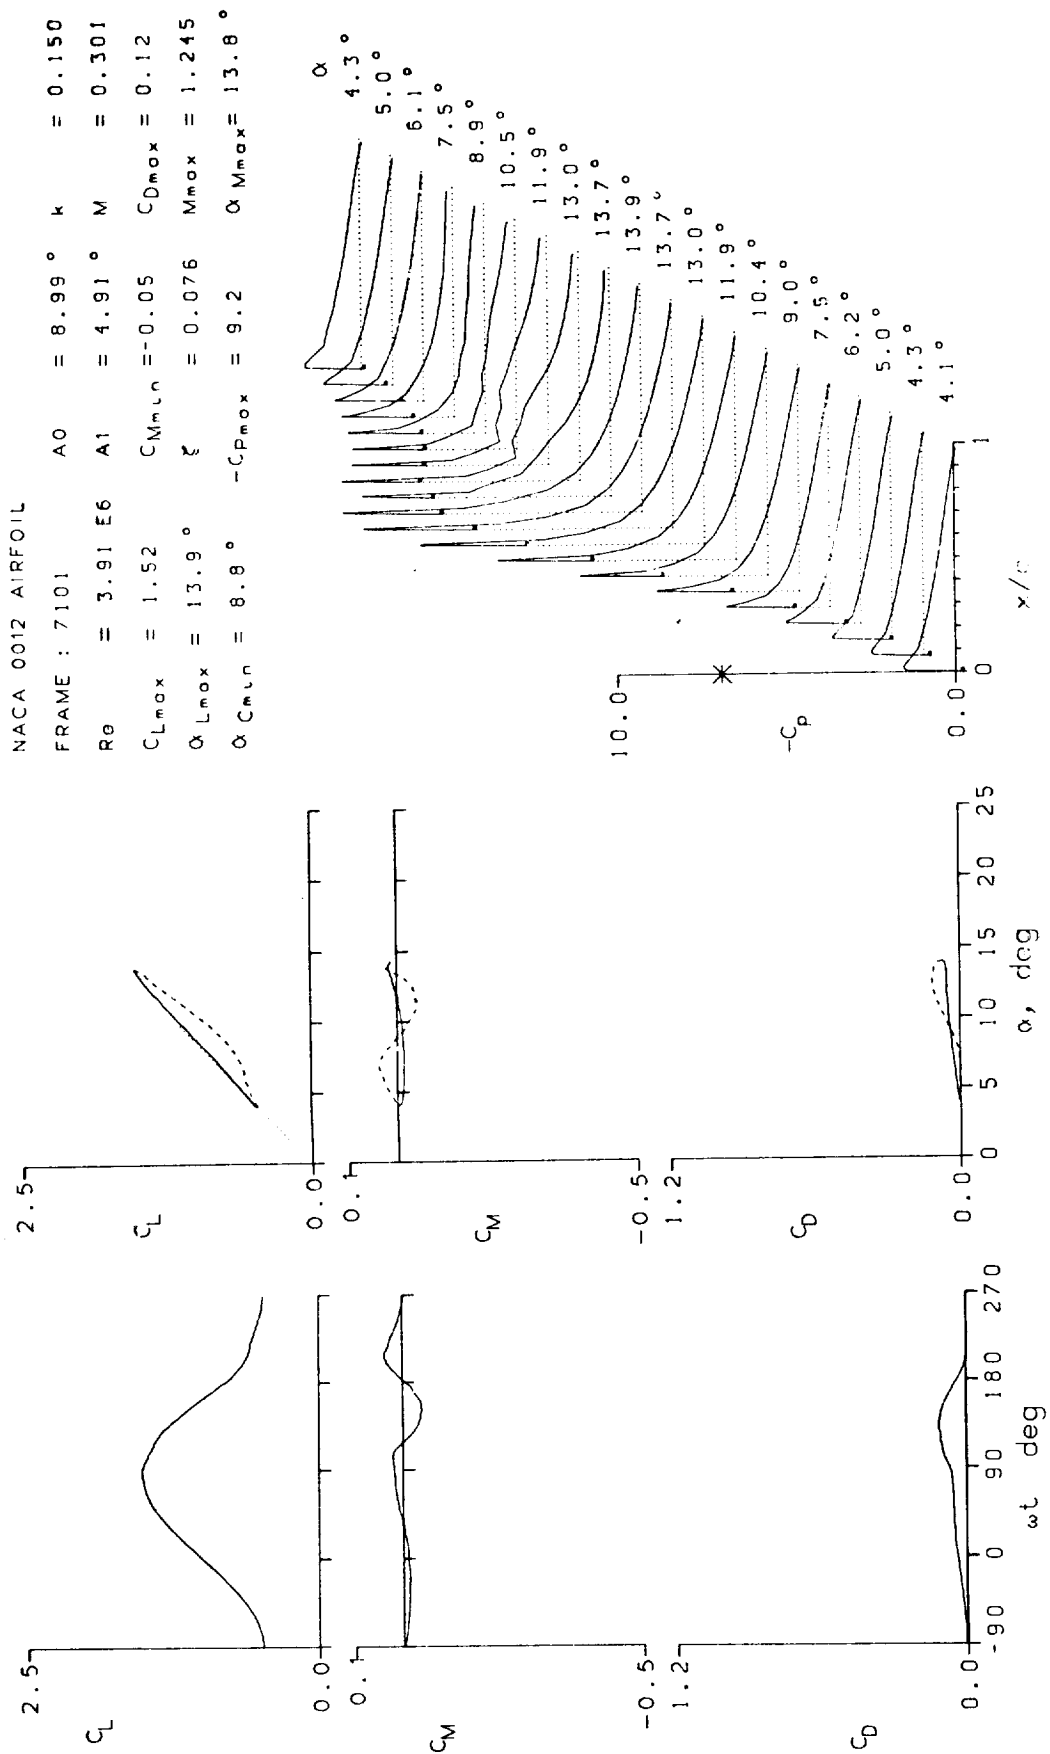 NACA 0012 AIRFOIL
FRAME : 7101 A0 = 8.99° k = 0.150
Re = 3.91 E6 A1 = 4.91° M = 0.301
CLmax = 1.52 CMmin =-0.05 CDmax = 0.12
αLmax = 13.9° ξ = 0.076 Mmax = 1.245
αCmin = 8.8° -CPmax = 9.2 αMmax= 13.8°
2.5
CL
0.0
0.1
CM
-0.5
1.2
CD
0.0
-90 0 90 180 270
ωt deg
2.5
CL
0.0
0.1
CM
-0.5
1.2
CD
0.0
0 5 10 15 20 25
α, deg
α
4.3°
5.0°
6.1°
7.5°
8.9°
10.5°
11.9°
13.0°
13.7°
13.9°
13.7°
13.0°
11.9°
10.4°
9.0°
7.5°
6.2°
5.0°
4.3°
4.1°
10.0
-Cp
0.0
0 1
x/c